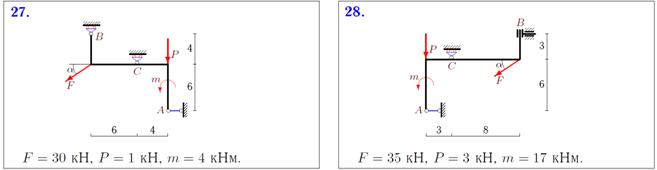 27.
B
4
P
α
C
m
6
F
A
6 4
F = 30 кН, P = 1 кН, m = 4 кНм.
28.
B
P
3
C
α
m
F
6
A
3 8
F = 35 кН, P = 3 кН, m = 17 кНм.